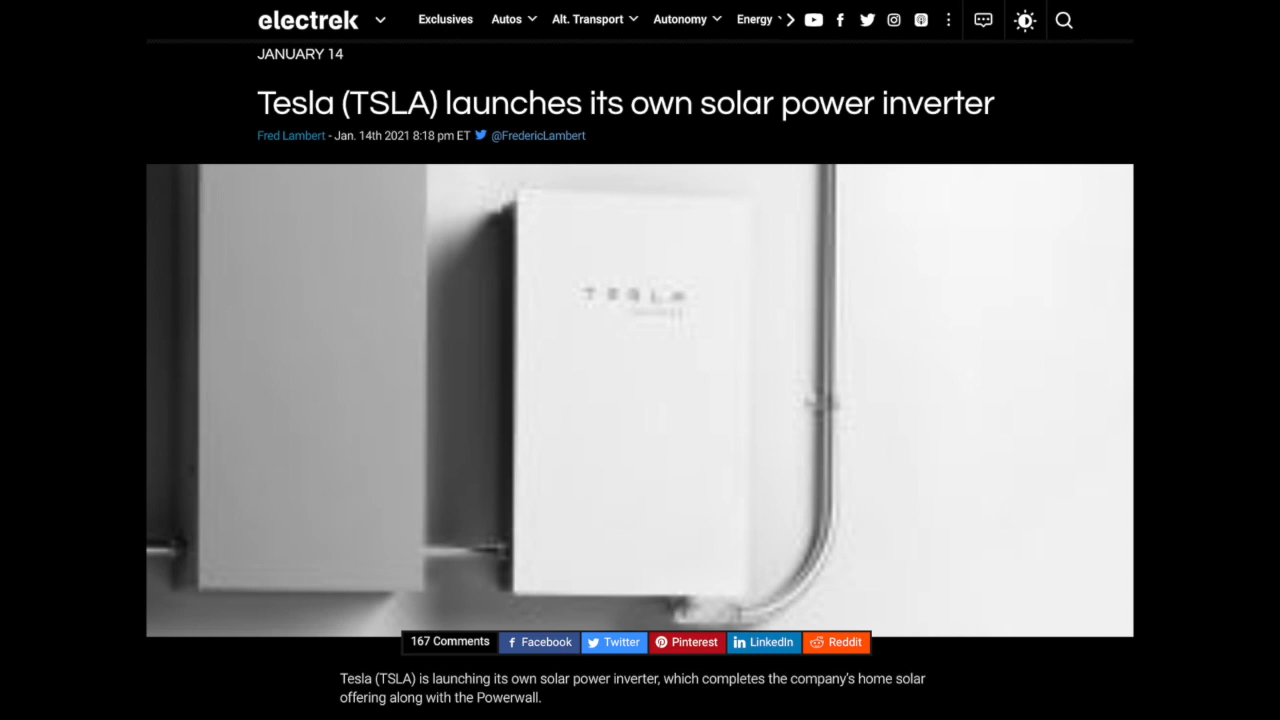 electrek
Exclusives Autos Alt. Transport Autonomy Energy
JANUARY 14
Tesla (TSLA) launches its own solar power inverter
Fred Lambert - Jan. 14th 2021 8:18 pm ET @FredericLambert
TESLA
167 Comments Facebook Twitter Pinterest LinkedIn Reddit
Tesla (TSLA) is launching its own solar power inverter, which completes the company's home solar
offering along with the Powerwall.